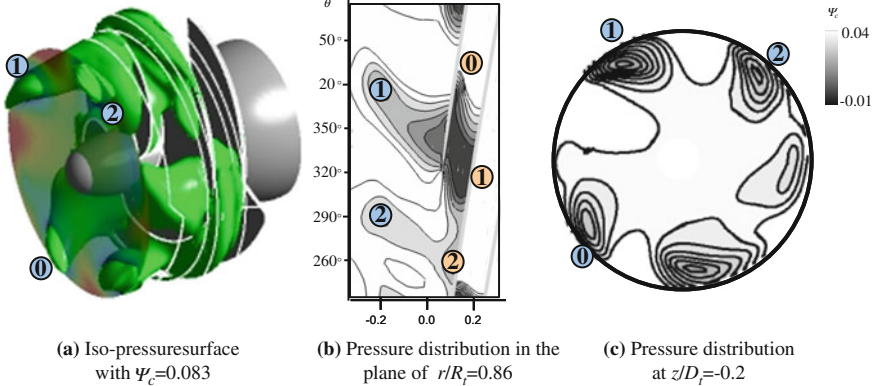 1
2
0
θ
50°
20°
350°
320°
290°
260°
1
2
0
1
2
-0.2 0.0 0.2
1
2
0
Ψc
0.04
-0.01
(a) Iso-pressuresurface
with Ψc=0.083
(b) Pressure distribution in the
plane of r/Rt=0.86
(c) Pressure distribution
at z/Dt=-0.2